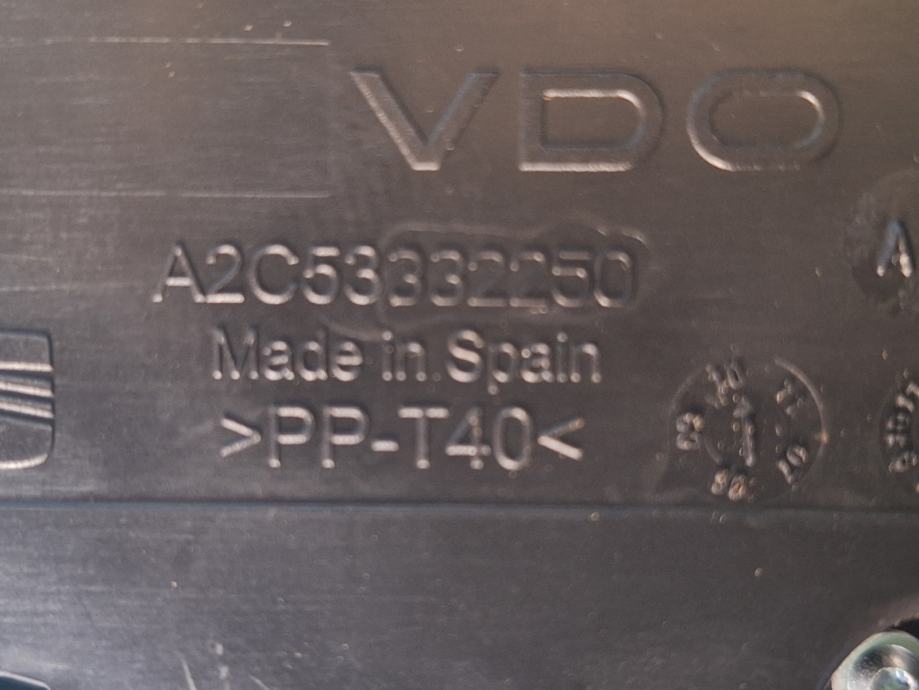 VDO
A2C53332250
A
Made in Spain
>PP-T40<